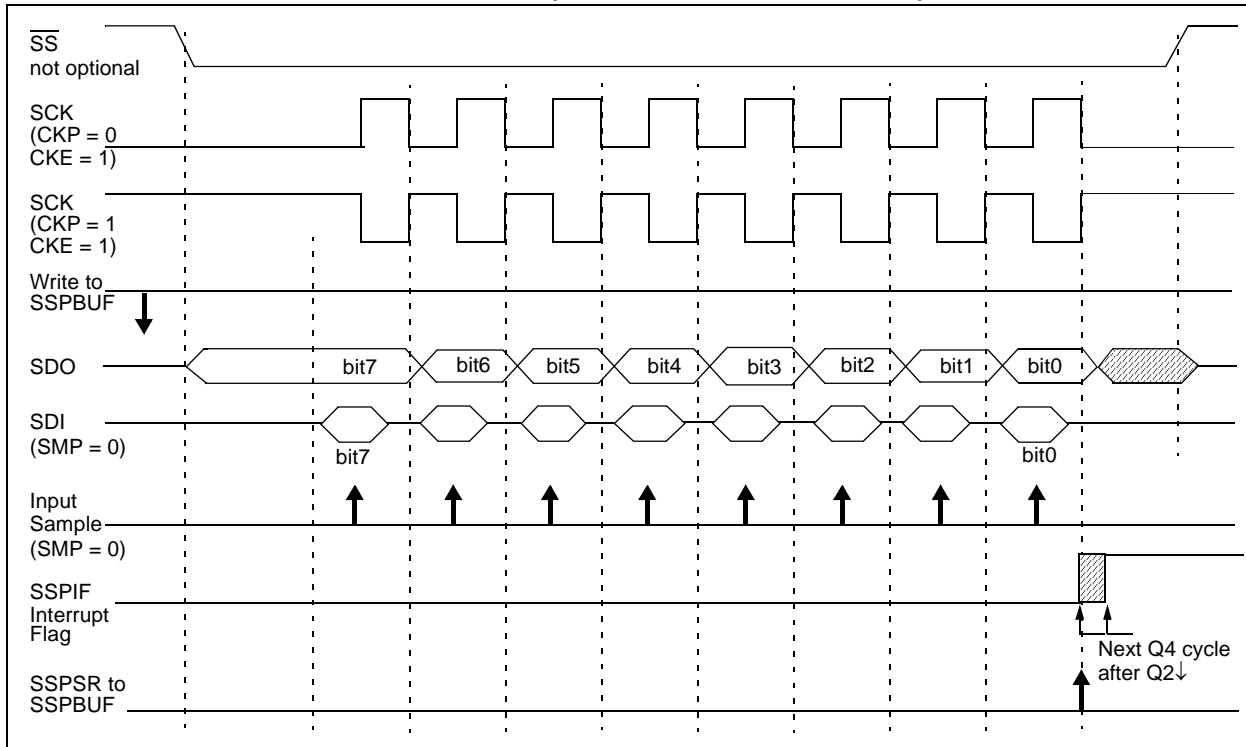 SS
not optional
SCK
(CKP = 0
CKE = 1)
SCK
(CKP = 1
CKE = 1)
Write to
SSPBUF
SDO
bit7 bit6 bit5 bit4 bit3 bit2 bit1 bit0
SDI
(SMP = 0)
bit7 bit0
Input
Sample
(SMP = 0)
SSPIF
Interrupt
Flag
Next Q4 cycle
after Q2↓
SSPSR to
SSPBUF